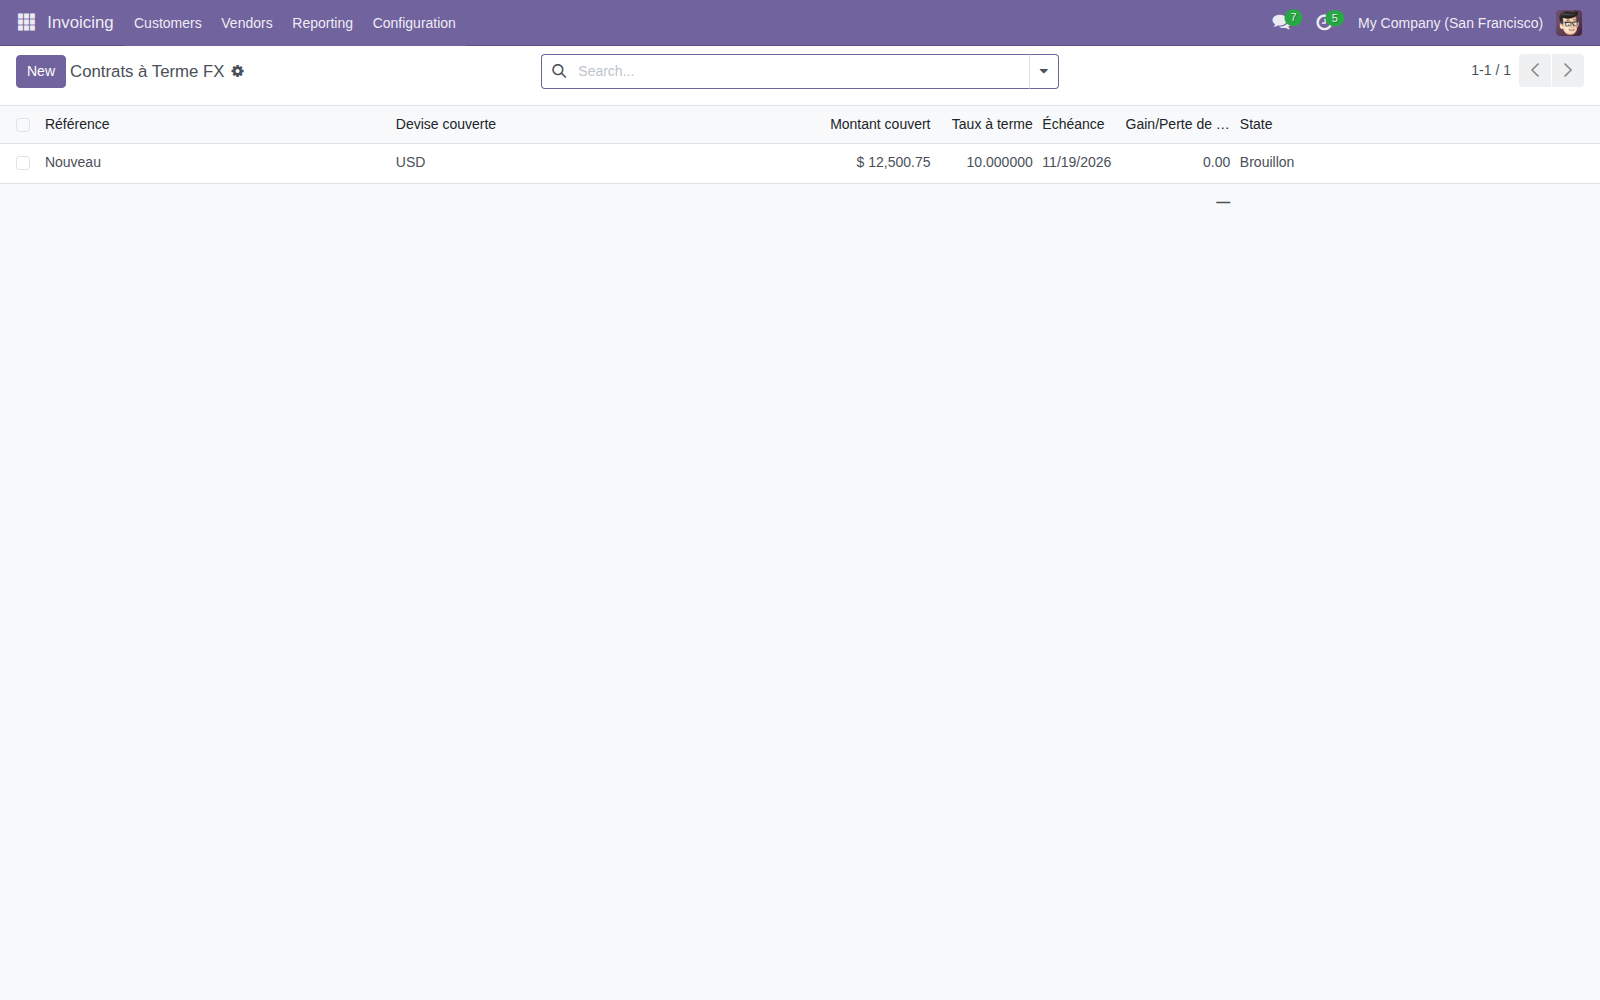 Invoicing Customers Vendors Reporting Configuration 7 5 My Company (San Francisco)
New Contrats à Terme FX Search... 1-1 / 1
Référence Devise couverte Montant couvert Taux à terme Échéance Gain/Perte de ... State
Nouveau USD $ 12,500.75 10.000000 11/19/2026 0.00 Brouillon
—